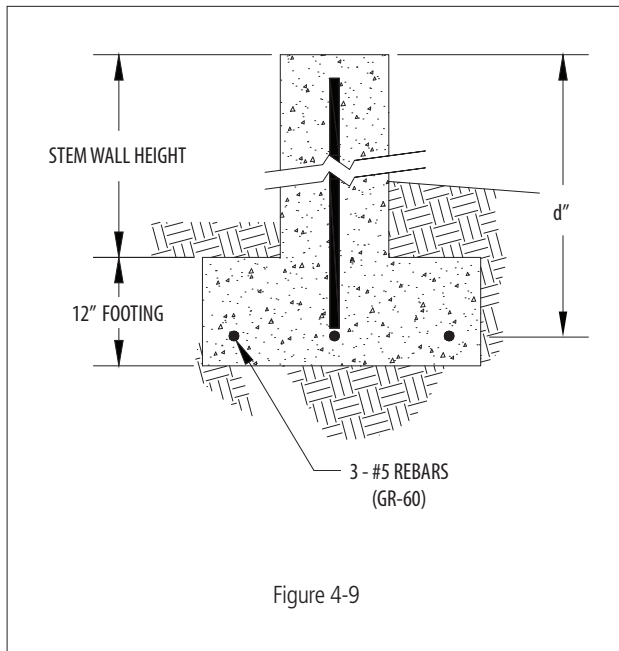 STEM WALL HEIGHT
d"
12" FOOTING
3 - #5 REBARS
(GR-60)
Figure 4-9